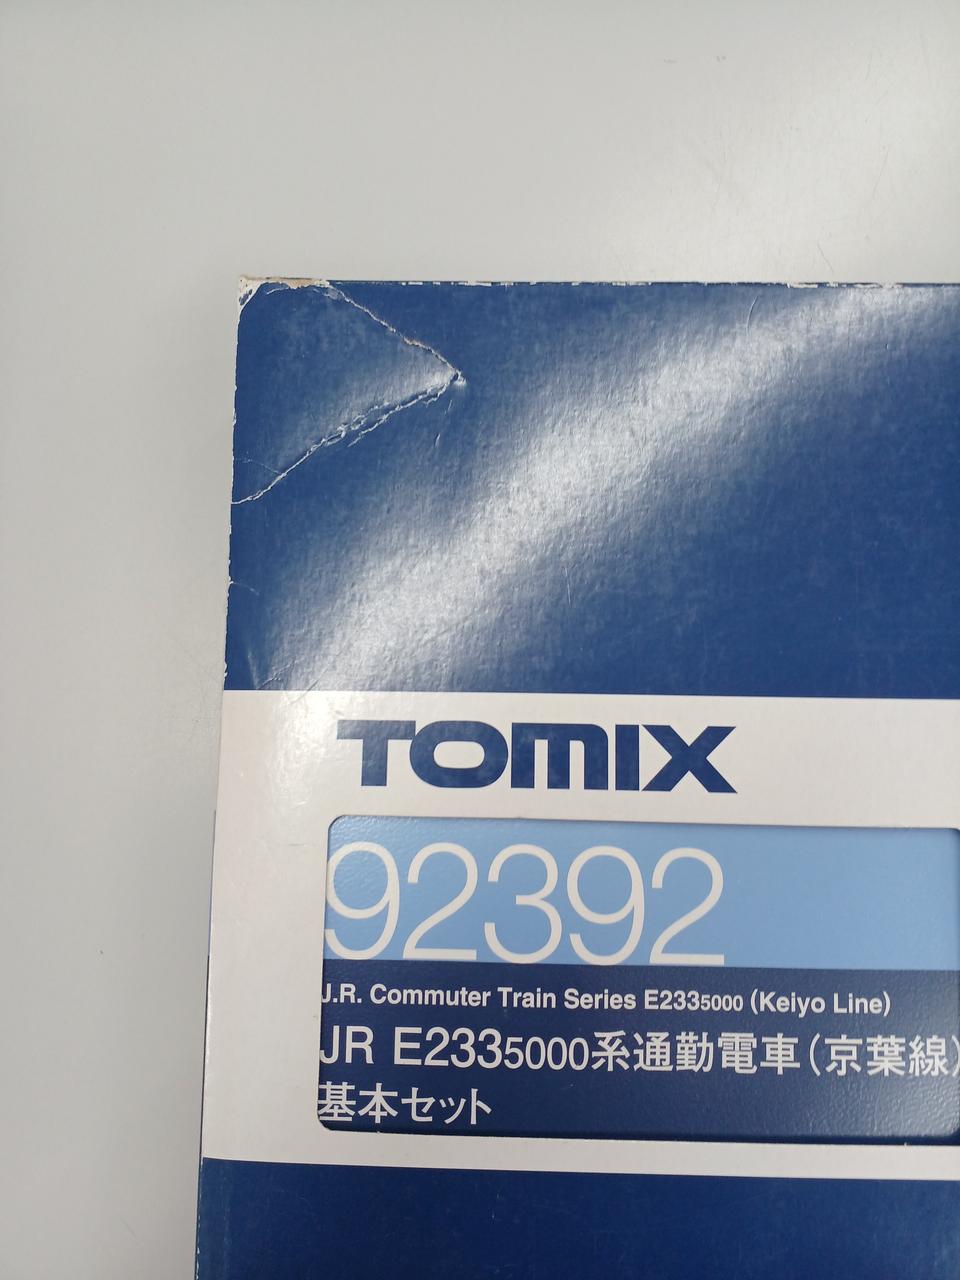 TOMIX
92392
J.R. Commuter Train Series E2335000 (Keiyo Line)
JR E2335000系通勤電車(京葉線)
基本セット